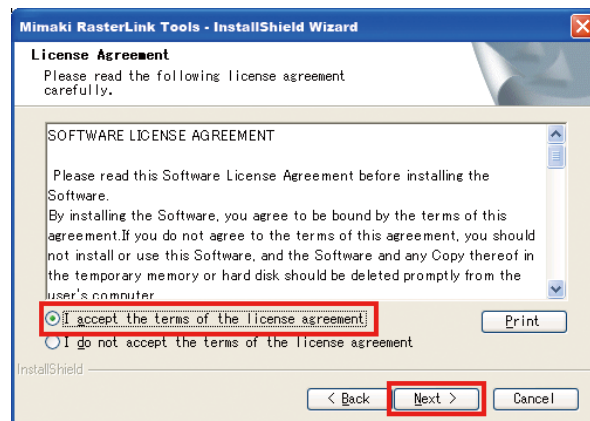 Mimaki RasterLink Tools - InstallShield Wizard
License Agreement
Please read the following license agreement
carefully.
SOFTWARE LICENSE AGREEMENT
Please read this Software License Agreement before installing the
Software.
By installing the Software, you agree to be bound by the terms of this
agreement.If you do not agree to the terms of this agreement, you should
not install or use this Software, and the Software and any Copy thereof in
the temporary memory or hard disk should be deleted promptly from the
user's computer
I accept the terms of the license agreement
Print
I do not accept the terms of the license agreement
InstallShield
< Back
Next >
Cancel